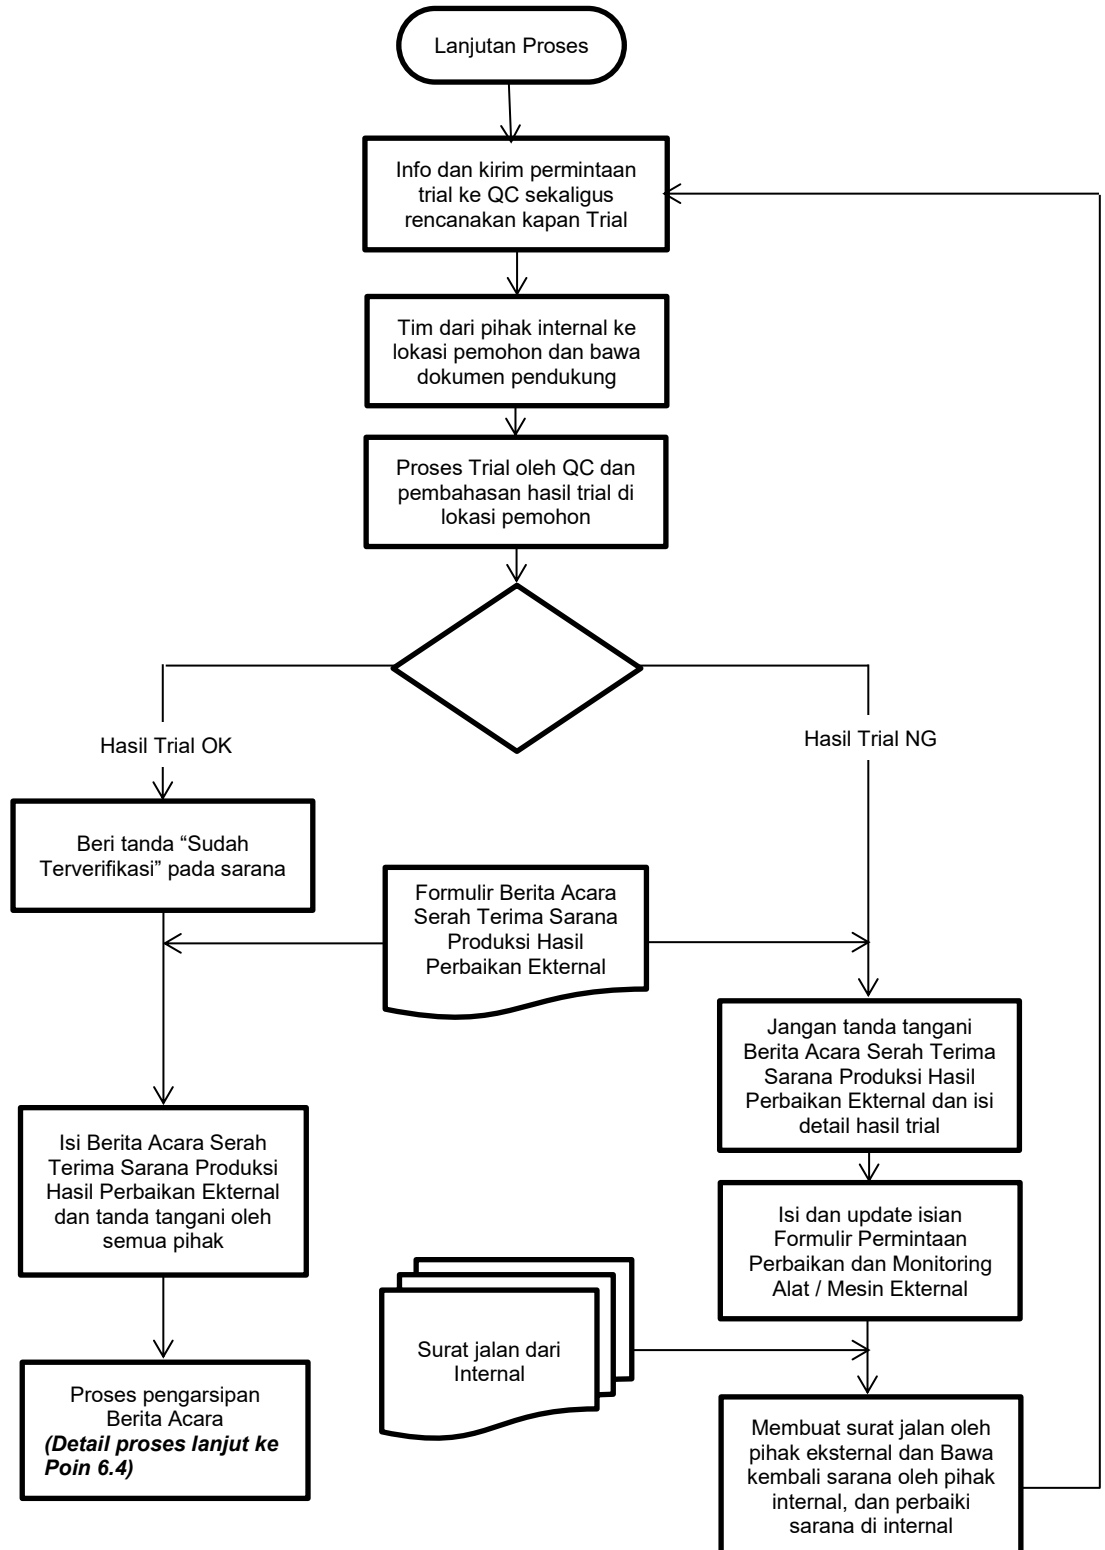 Lanjutan Proses
Info dan kirim permintaan
trial ke QC sekaligus
rencanakan kapan Trial
Tim dari pihak internal ke
lokasi pemohon dan bawa
dokumen pendukung
Proses Trial oleh QC dan
pembahasan hasil trial di
lokasi pemohon
Hasil Trial OK
Hasil Trial NG
Beri tanda “Sudah
Terverifikasi” pada sarana
Formulir Berita Acara
Serah Terima Sarana
Produksi Hasil
Perbaikan Ekternal
Jangan tanda tangani
Berita Acara Serah Terima
Sarana Produksi Hasil
Perbaikan Ekternal dan isi
detail hasil trial
Isi Berita Acara Serah
Terima Sarana Produksi
Hasil Perbaikan Ekternal
dan tanda tangani oleh
semua pihak
Isi dan update isian
Formulir Permintaan
Perbaikan dan Monitoring
Alat / Mesin Ekternal
Surat jalan dari
Internal
Proses pengarsipan
Berita Acara
(Detail proses lanjut ke
Poin 6.4)
Membuat surat jalan oleh
pihak eksternal dan Bawa
kembali sarana oleh pihak
internal, dan perbaiki
sarana di internal